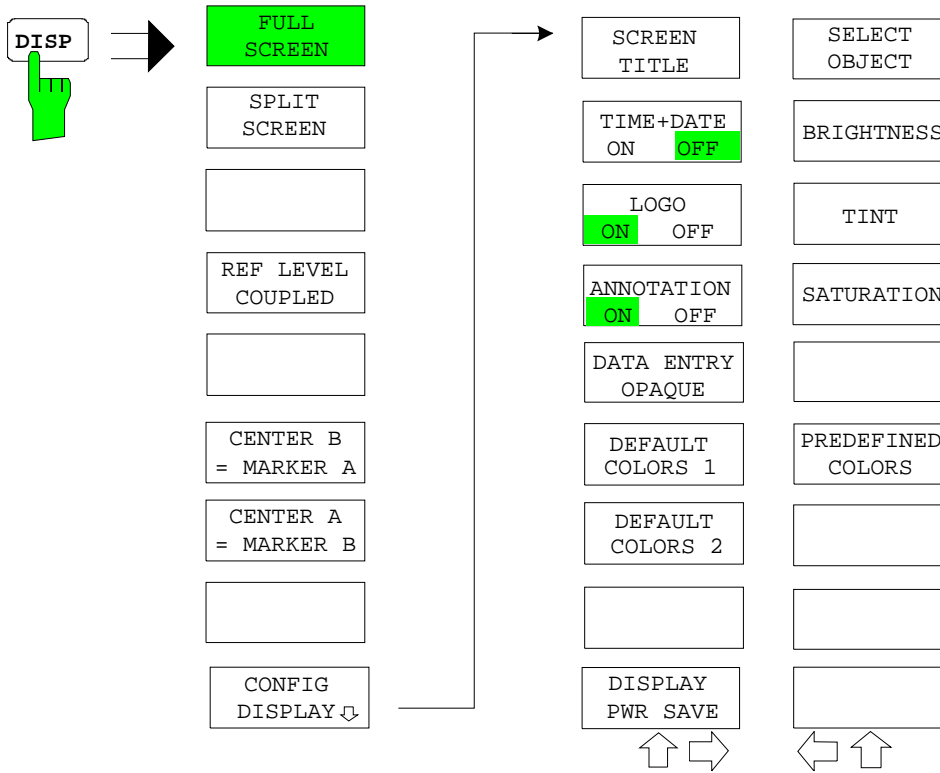 DISP
FULL
SCREEN
SPLIT
SCREEN
REF LEVEL
COUPLED
CENTER B
= MARKER A
CENTER A
= MARKER B
CONFIG
DISPLAY
SCREEN
TITLE
TIME+DATE
ON OFF
LOGO
ON OFF
ANNOTATION
ON OFF
DATA ENTRY
OPAQUE
DEFAULT
COLORS 1
DEFAULT
COLORS 2
DISPLAY
PWR SAVE
SELECT
OBJECT
BRIGHTNESS
TINT
SATURATION
PREDEFINED
COLORS